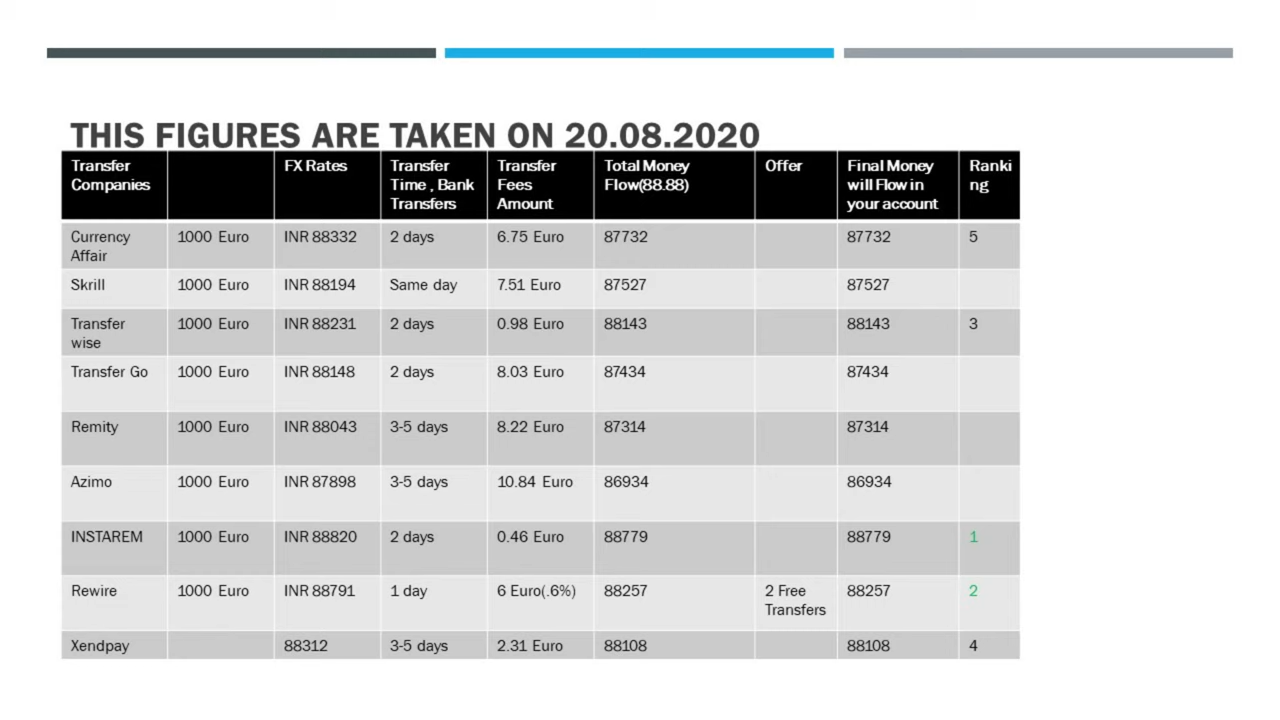 THIS FIGURES ARE TAKEN ON 20.08.2020
Transfer Companies FX Rates Transfer Time , Bank Transfers Transfer Fees Amount Total Money Flow(88.88) Offer Final Money will Flow in your account Ranki ng
Currency Affair 1000 Euro INR 88332 2 days 6.75 Euro 87732 87732 5
Skrill 1000 Euro INR 88194 Same day 7.51 Euro 87527 87527
Transfer wise 1000 Euro INR 88231 2 days 0.98 Euro 88143 88143 3
Transfer Go 1000 Euro INR 88148 2 days 8.03 Euro 87434 87434
Remity 1000 Euro INR 88043 3-5 days 8.22 Euro 87314 87314
Azimo 1000 Euro INR 87898 3-5 days 10.84 Euro 86934 86934
INSTAREM 1000 Euro INR 88820 2 days 0.46 Euro 88779 88779 1
Rewire 1000 Euro INR 88791 1 day 6 Euro(.6%) 88257 2 Free Transfers 88257 2
Xendpay 88312 3-5 days 2.31 Euro 88108 88108 4